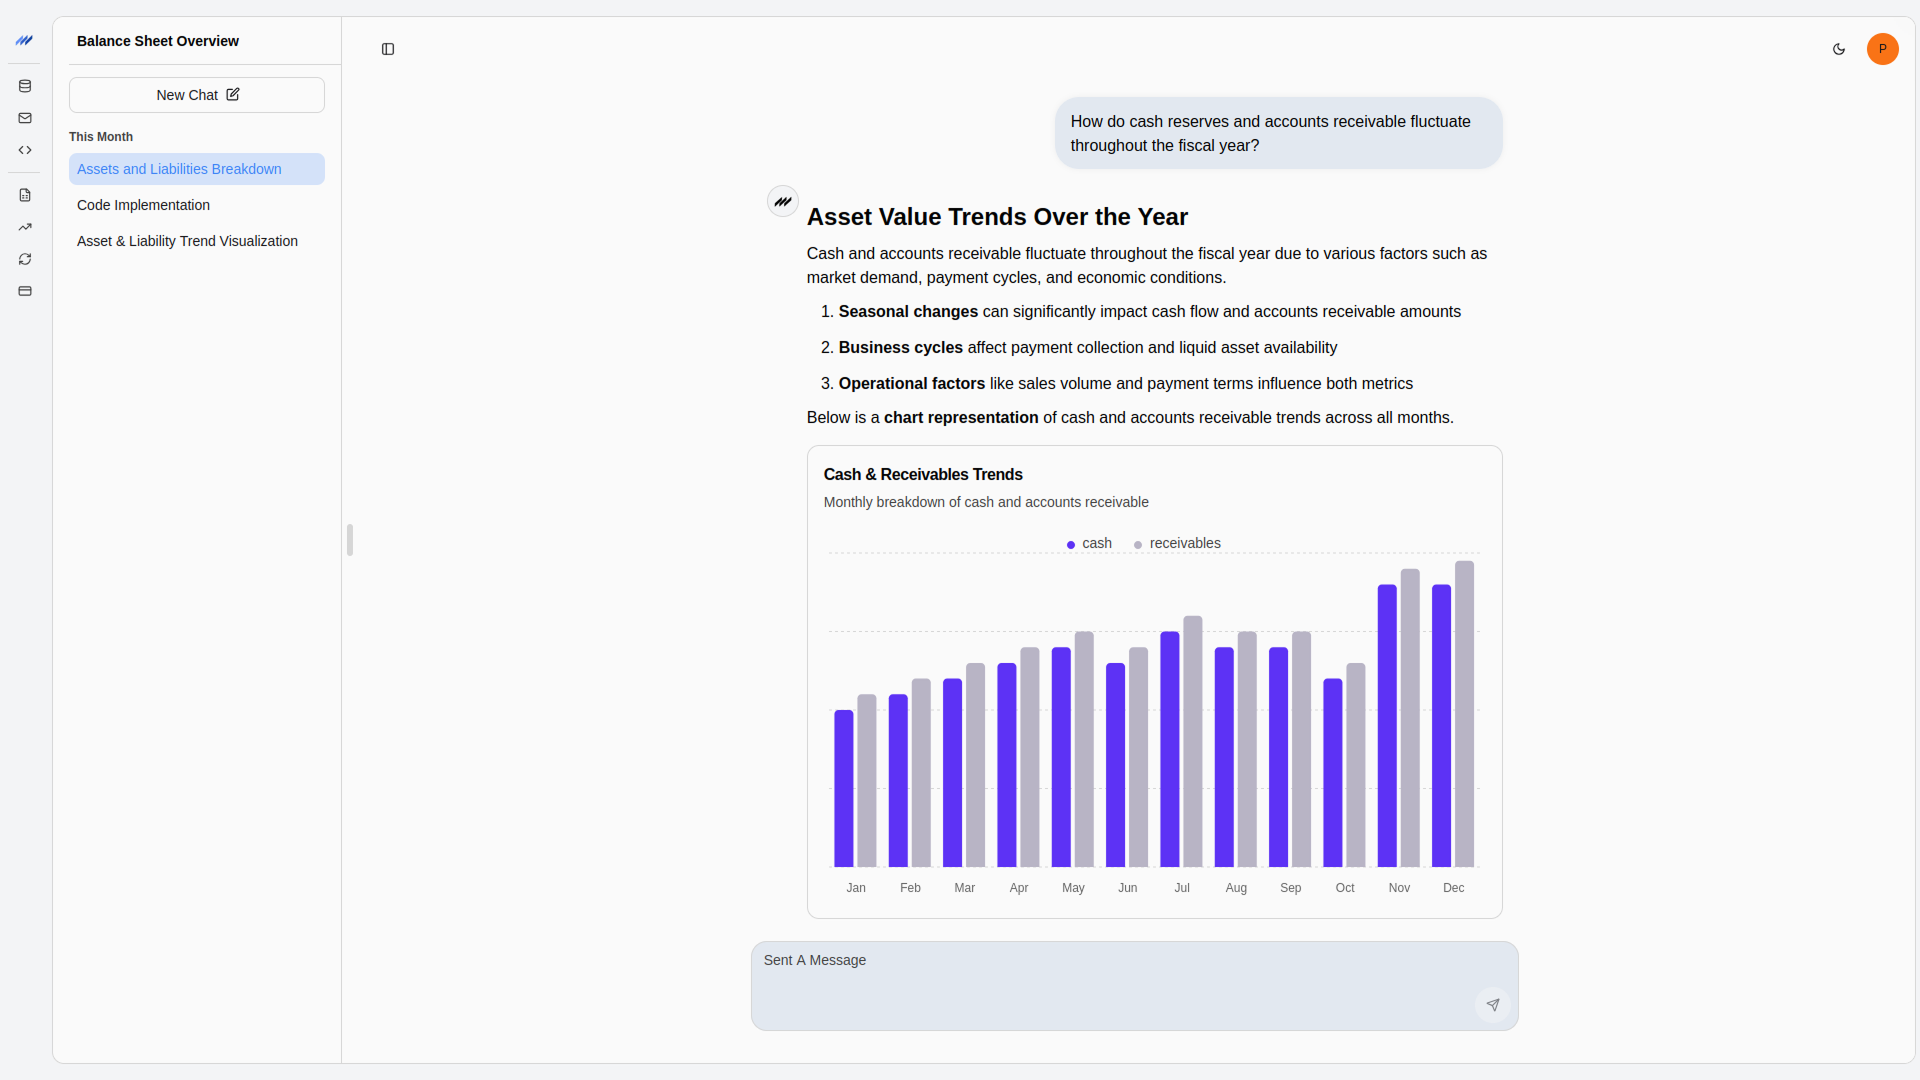 Balance Sheet Overview
New Chat
This Month
Assets and Liabilities Breakdown
Code Implementation
Asset & Liability Trend Visualization
P
How do cash reserves and accounts receivable fluctuate
throughout the fiscal year?
Asset Value Trends Over the Year
Cash and accounts receivable fluctuate throughout the fiscal year due to various factors such as
market demand, payment cycles, and economic conditions.
1. Seasonal changes can significantly impact cash flow and accounts receivable amounts
2. Business cycles affect payment collection and liquid asset availability
3. Operational factors like sales volume and payment terms influence both metrics
Below is a chart representation of cash and accounts receivable trends across all months.
Cash & Receivables Trends
Monthly breakdown of cash and accounts receivable
cash receivables
Jan Feb Mar Apr May Jun Jul Aug Sep Oct Nov Dec
Sent A Message